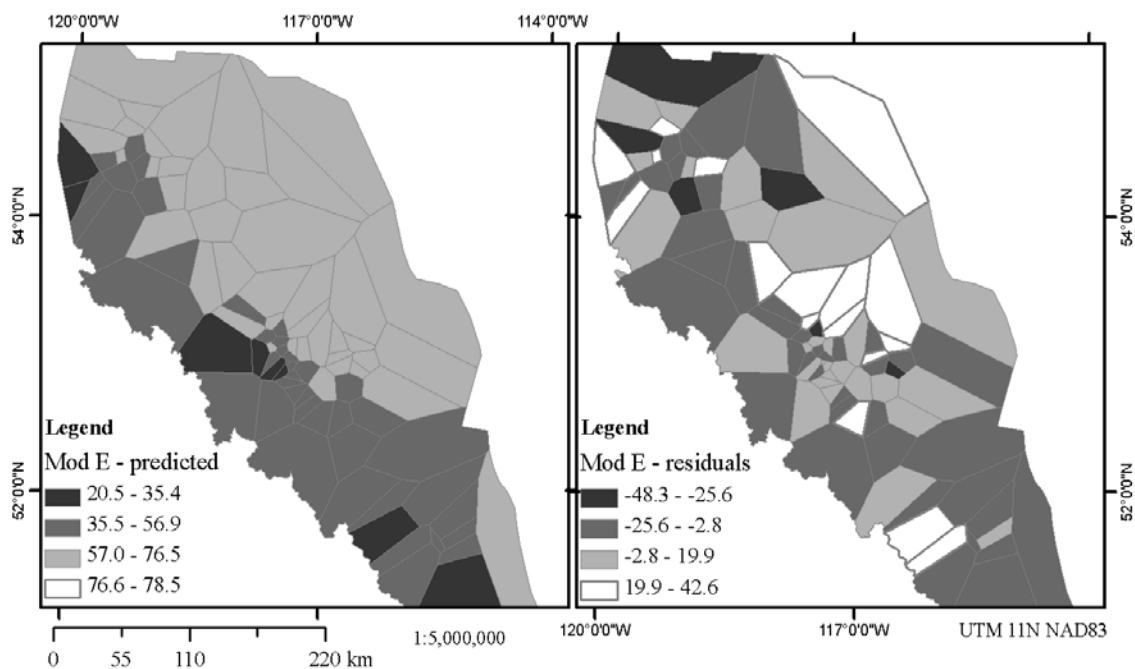 120°0'0"W
117°0'0"W
114°0'0"W
54°0'0"N
52°0'0"N
Legend
Mod E - predicted
20.5 - 35.4
35.5 - 56.9
57.0 - 76.5
76.6 - 78.5
Legend
Mod E - residuals
-48.3 - -25.6
-25.6 - -2.8
-2.8 - 19.9
19.9 - 42.6
54°0'0"N
52°0'0"N
UTM 11N NAD83
120°0'0"W
117°0'0"W
1:5,000,000
0 55 110 220 km